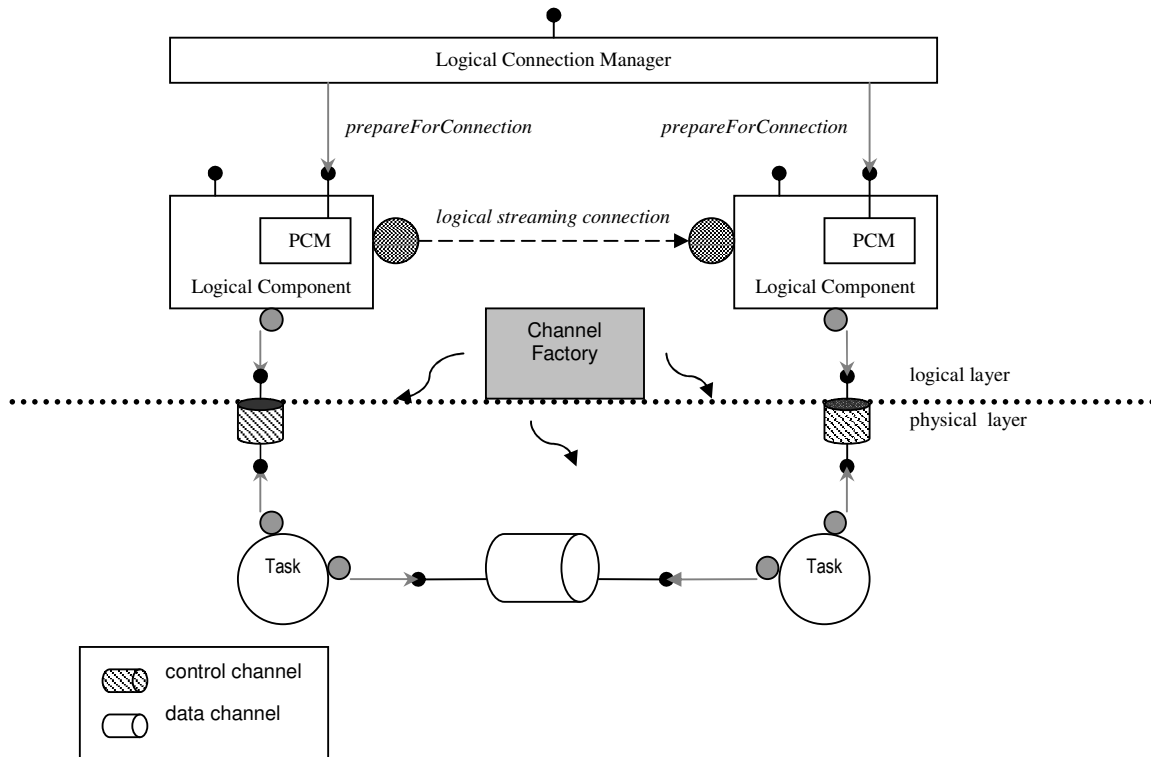 Logical Connection Manager
prepareForConnection
prepareForConnection
logical streaming connection
PCM
PCM
Logical Component
Logical Component
Channel
Factory
logical layer
physical layer
Task
Task
control channel
data channel